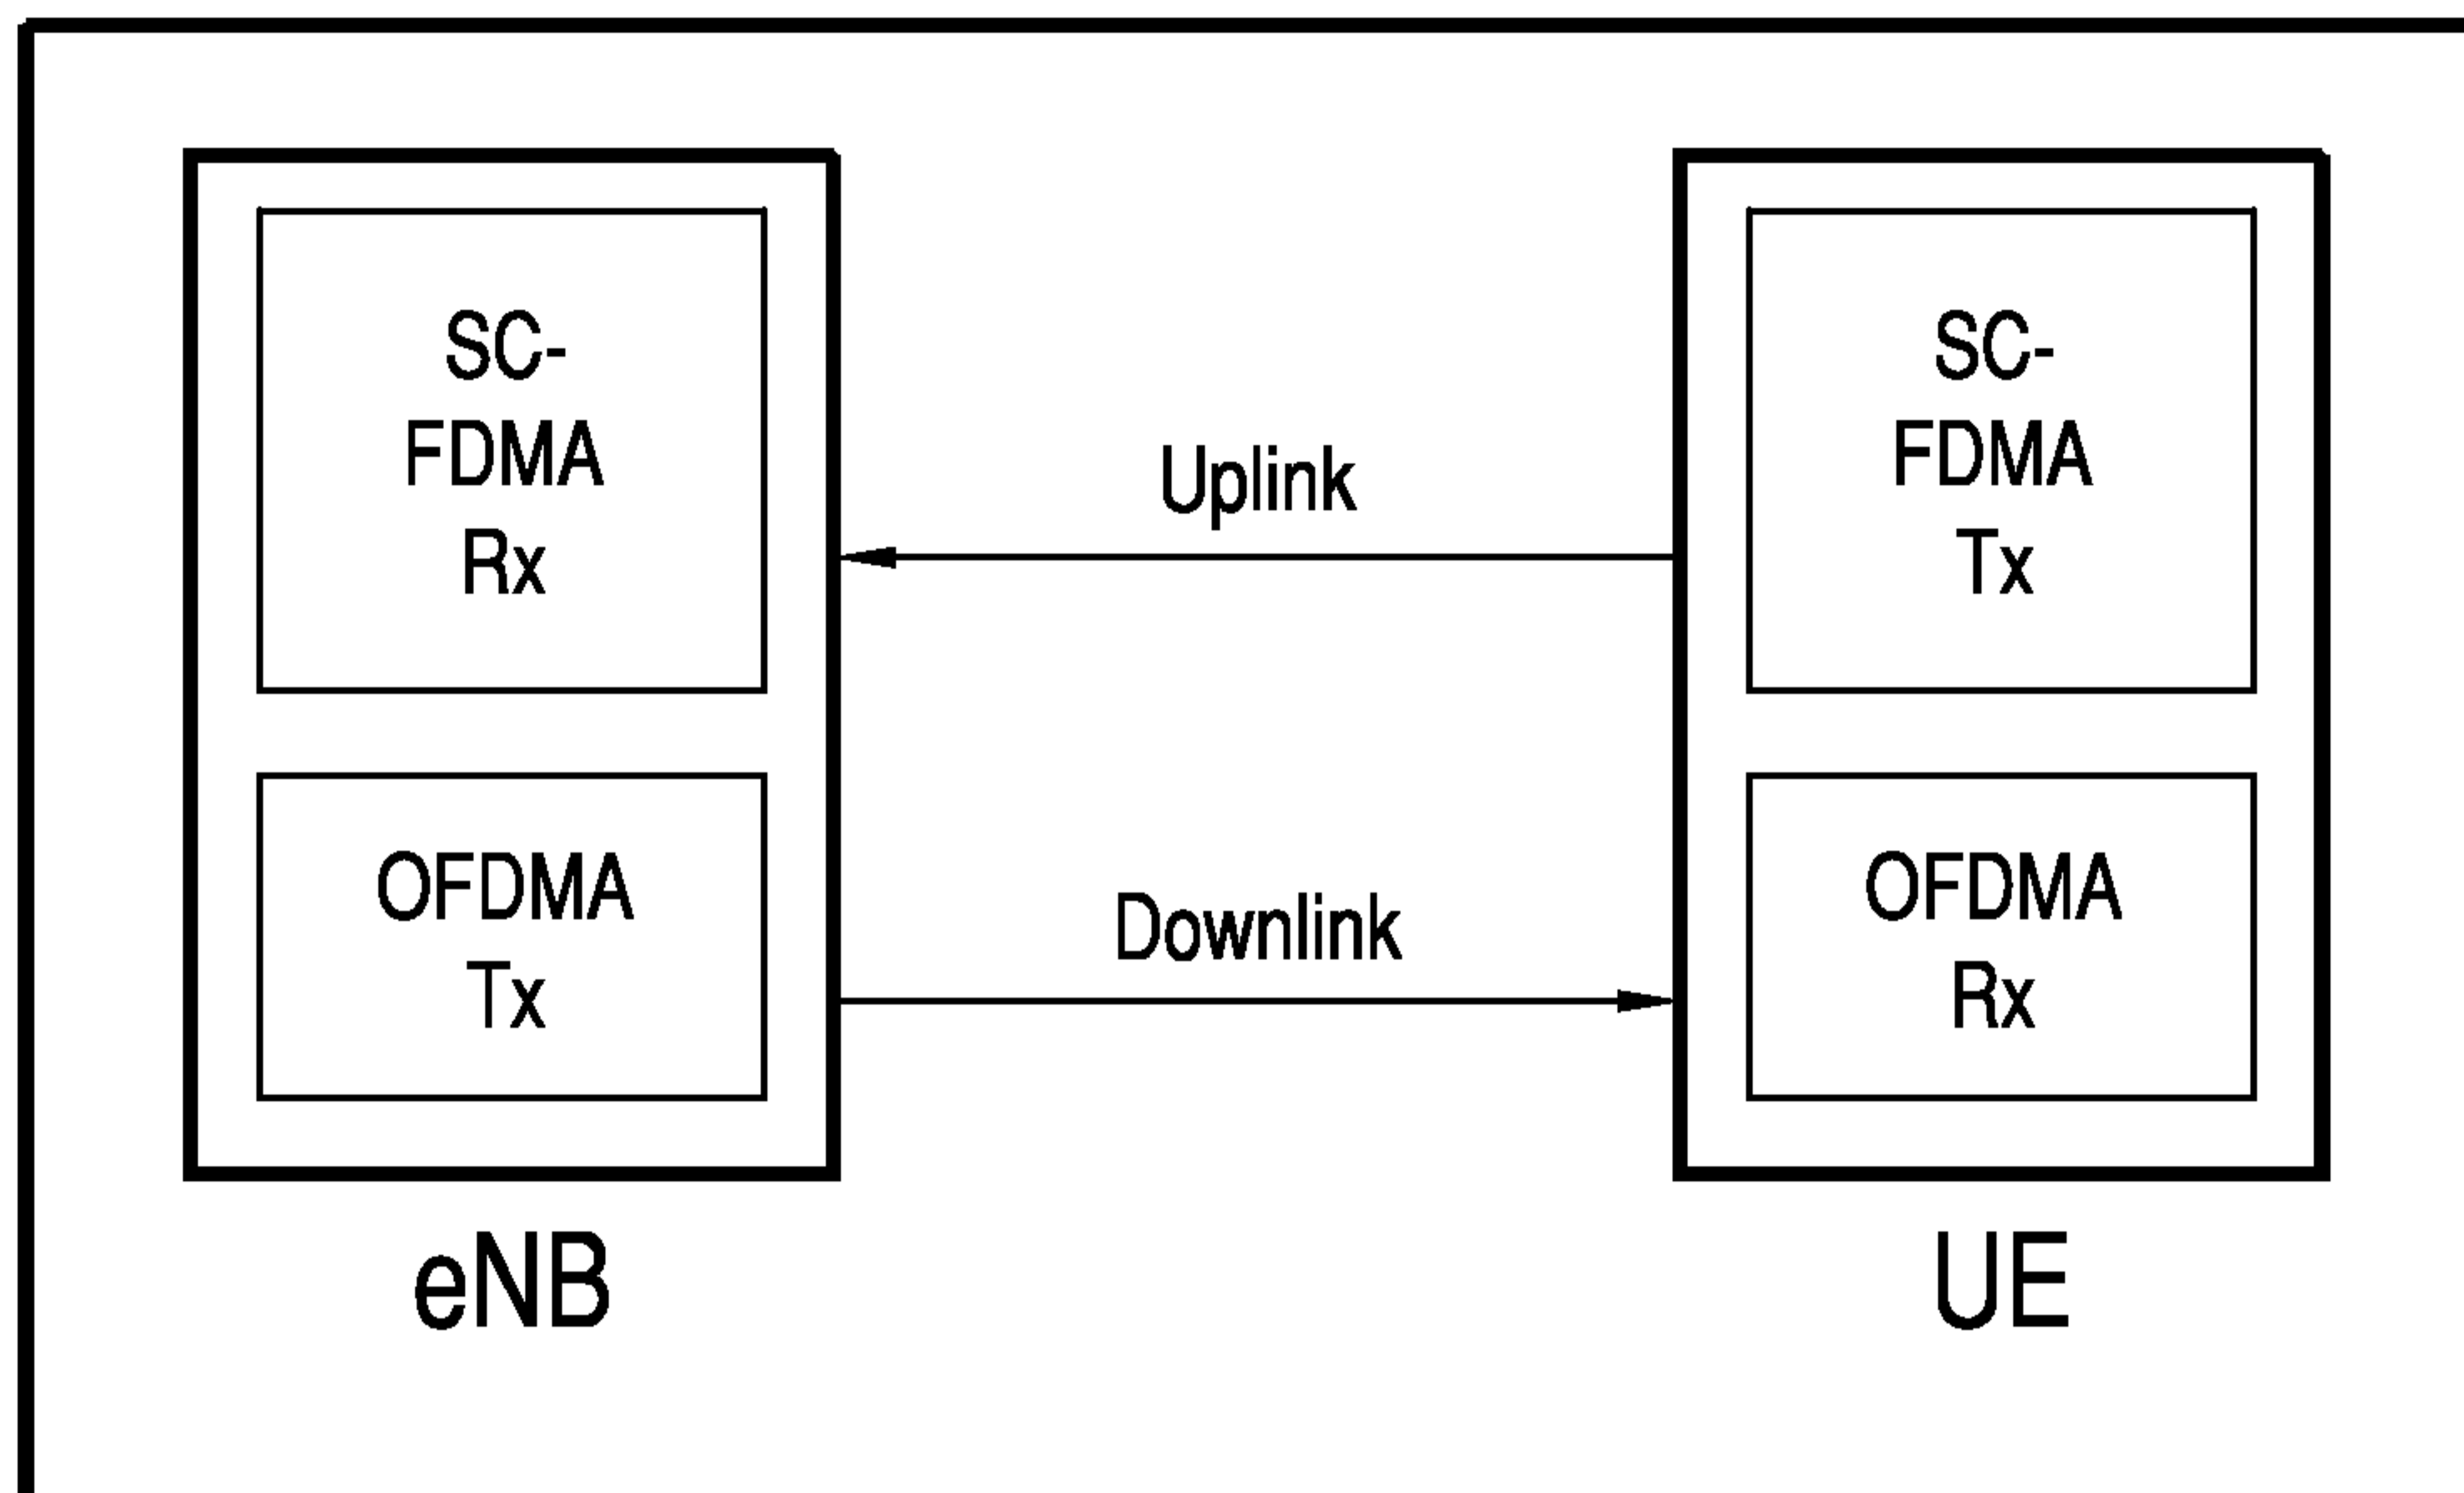 SC-
FDMA
Rx
OFDMA
Tx
eNB
Uplink
Downlink
SC-
FDMA
Tx
OFDMA
Rx
UE